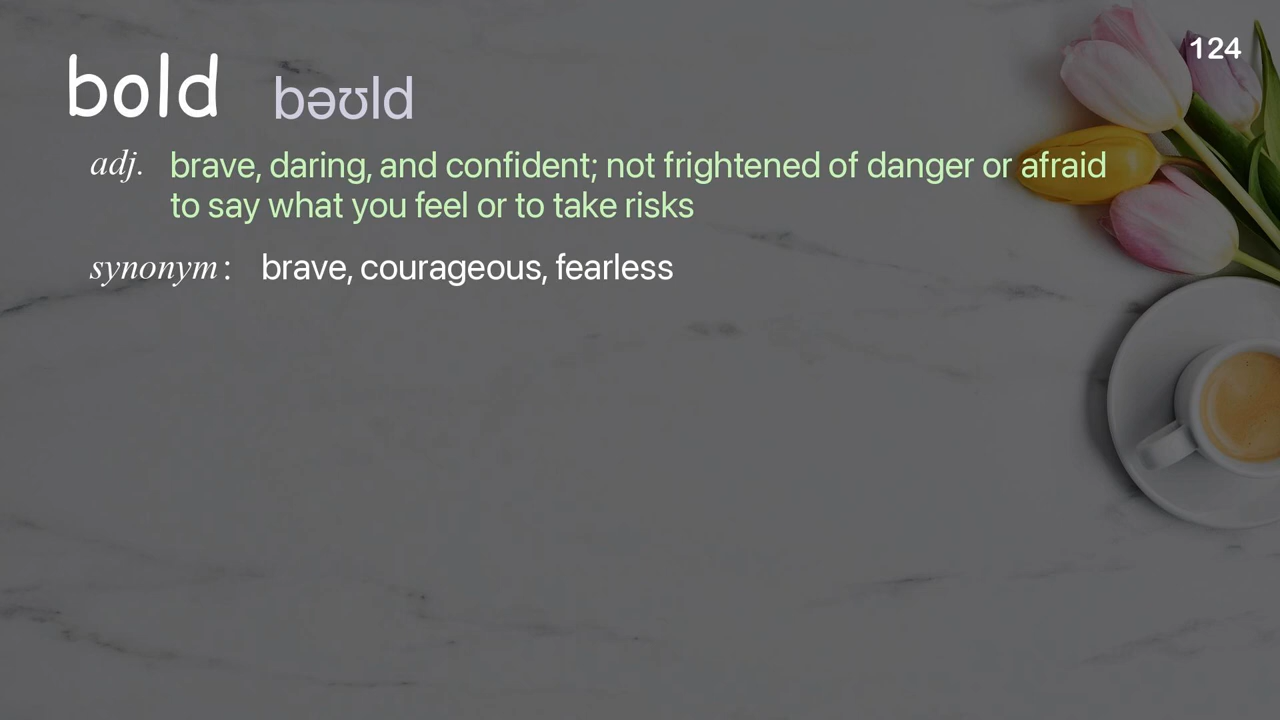 124
bold bəʊld
adj. brave, daring, and confident; not frightened of danger or afraid
to say what you feel or to take risks
synonym: brave, courageous, fearless